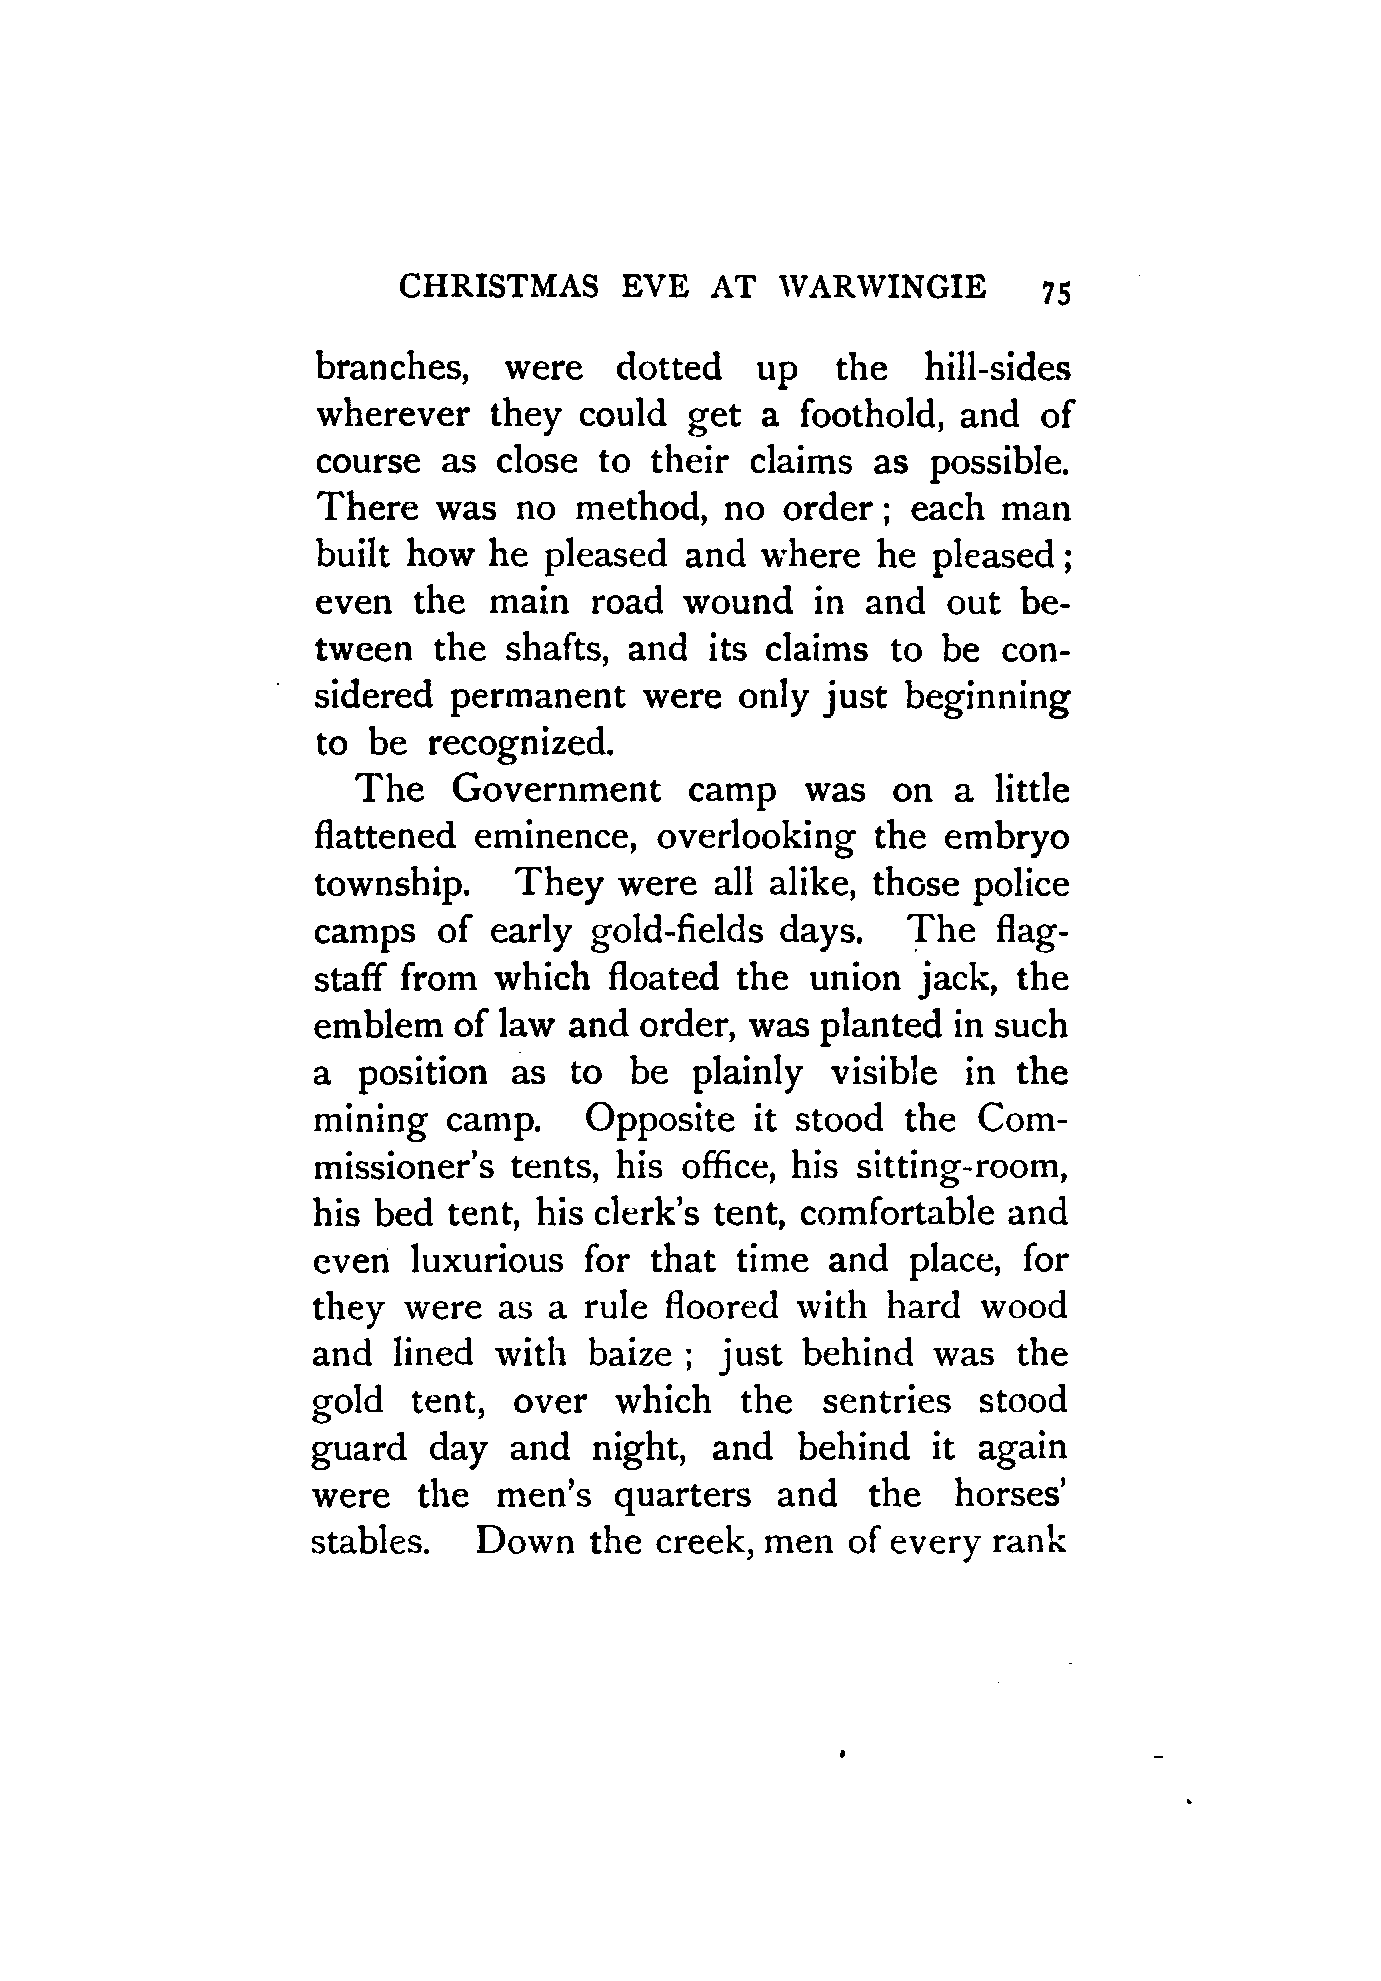 CHRISTMAS EVE AT WARWINGIE 75
branches, were dotted up the hill-sides
wherever they could get a foothold, and of
course as close to their claims as possible.
There was no method, no order ; each man
built how he pleased and where he pleased ;
even the main road wound in and out be-
tween the shafts, and its claims to be con-
sidered permanent were only just beginning
to be recognized.
The Government camp was on a little
flattened eminence, overlooking the embryo
township. They were all alike, those police
camps of early gold-fields days. The flag-
staff from which floated the union jack, the
emblem of law and order, was planted in such
a position as to be plainly visible in the
mining camp. Opposite it stood the Com-
missioner's tents, his office, his sitting-room,
his bed tent, his clerk's tent, comfortable and
even luxurious for that time and place, for
they were as a rule floored with hard wood
and lined with baize ; just behind was the
gold tent, over which the sentries stood
guard day and night, and behind it again
were the men's quarters and the horses'
stables. Down the creek, men of every rank